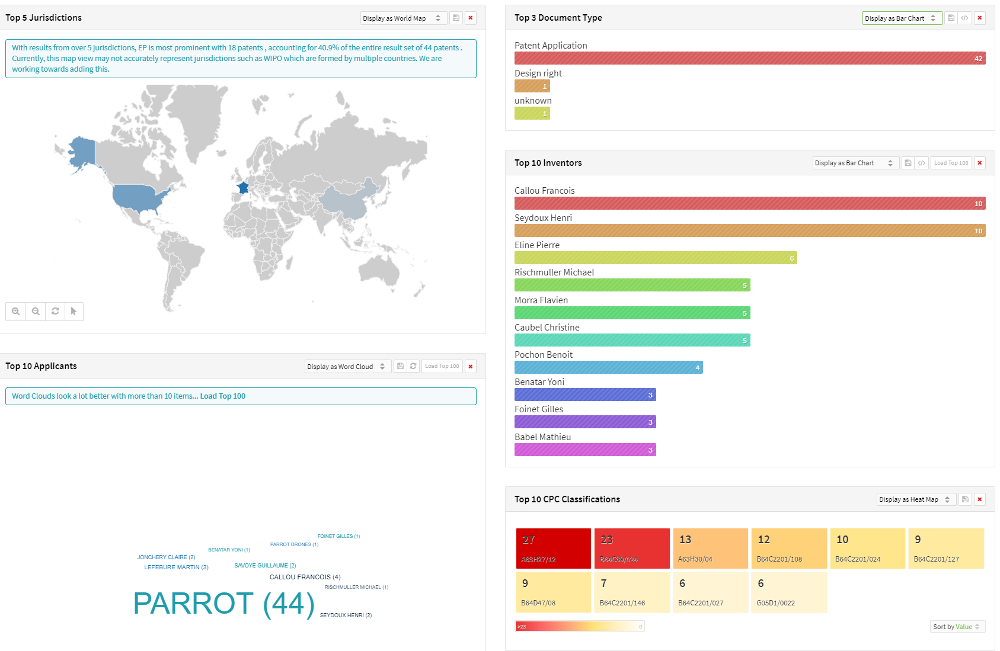 Top 5 Jurisdictions
Display as World Map
With results from over 5 jurisdictions, EP is most prominent with 18 patents , accounting for 40.9% of the entire result set of 44 patents .
Currently, this map view may not accurately represent jurisdictions such as WIPO which are formed by multiple countries. We are
working towards adding this.
Top 10 Applicants
Display as Word Cloud
Load Top 100
Word Clouds look a lot better with more than 10 items... Load Top 100
FOINET GILLES (1)
PARROT DRONES (1)
BENATAR YONI (1)
JONCHERY CLAIRE (2)
LEFEBURE MARTIN (3)
SAVOYE GUILLAUME (2)
CALLOU FRANCOIS (4)
RISCHMULLER MICHAEL (1)
PARROT (44)
SEYDOUX HENRI (2)
Top 3 Document Type
Display as Bar Chart
Patent Application
42
Design right
1
unknown
1
Top 10 Inventors
Display as Bar Chart
Load Top 100
Callou Francois
10
Seydoux Henri
10
Eline Pierre
6
Rischmuller Michael
5
Morra Flavien
5
Caubel Christine
5
Pochon Benoit
4
Benatar Yoni
3
Foinet Gilles
3
Babel Mathieu
3
Top 10 CPC Classifications
Display as Heat Map
27 23 13 12 10 9
A63H27/12 B64C39/024 A63H30/04 B64C2201/108 B64C2201/024 B64C2201/127
9 7 6 6
B64D47/08 B64C2201/146 B64C2201/027 G05D1/0022
>23 0
Sort by Value